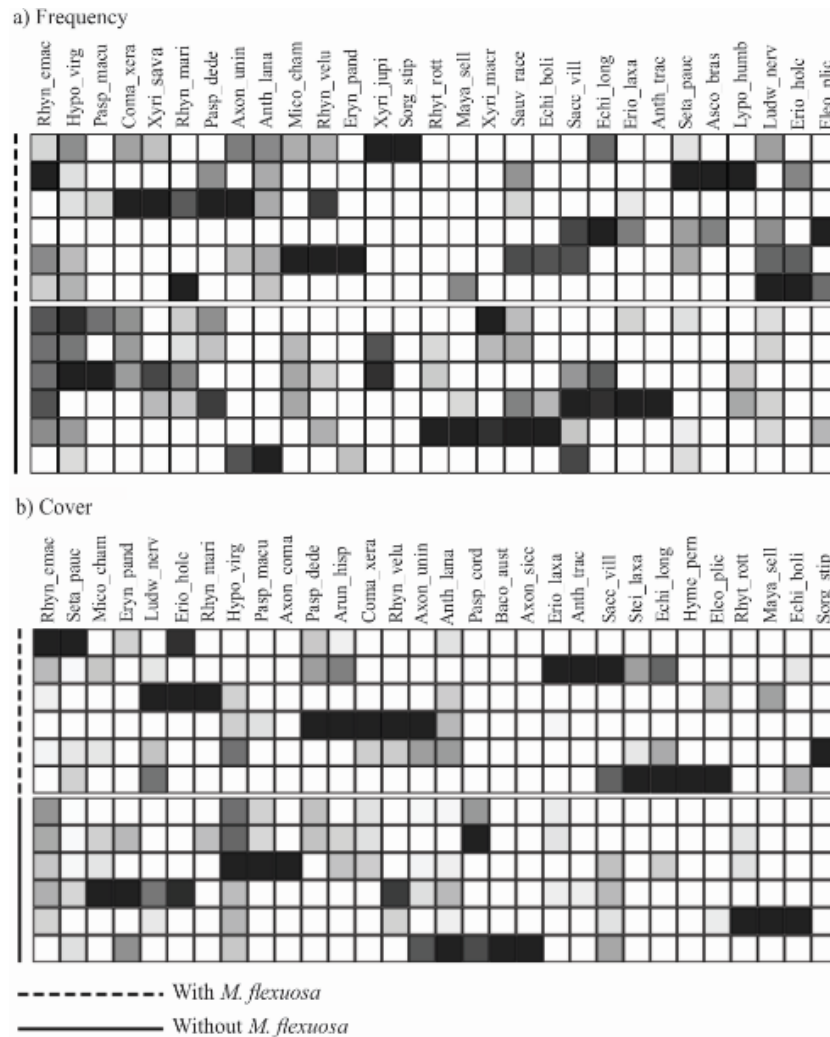 a) Frequency
Rhyn_emac
Hypo_virg
Pasp_macu
Coma_xera
Xyri_sava
Rhyn_mari
Pasp_dede
Axon_unin
Anth_lana
Mico_cham
Rhyn_velu
Eryn_pand
Xyri_jupi
Sorg_stip
Rhyt_rott
Maya_sell
Xyri_macr
Sauv_race
Echi_boli
Sacc_vill
Echi_long
Erio_laxa
Anth_trac
Seta_pauc
Asco_bras
Lypo_humb
Ludw_nerv
Erio_holc
Eleo_plic
b) Cover
Rhyn_emac
Seta_pauc
Mico_cham
Eryn_pand
Ludw_nerv
Erio_holc
Rhyn_mari
Hypo_virg
Pasp_macu
Axon_coma
Pasp_dede
Arun_hisp
Coma_xera
Rhyn_velu
Axon_unin
Anth_lana
Pasp_cord
Baco_aust
Axon_sicc
Erio_laxa
Anth_trac
Sacc_vill
Stei_laxa
Echi_long
Hyme_pern
Eleo_plic
Rhyt_rott
Maya_sell
Echi_boli
Sorg_stip
With M. flexuosa
Without M. flexuosa